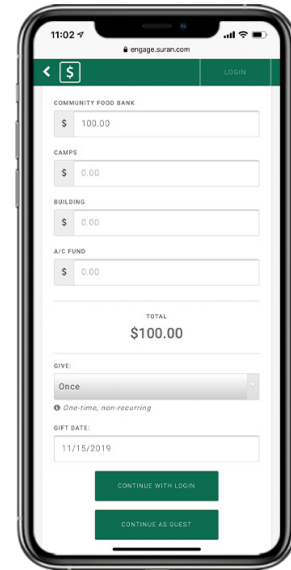 11:02
engage.suran.com
$
LOGIN
COMMUNITY FOOD BANK
$ 100.00
CAMPS
$ 0.00
BUILDING
$ 0.00
A/C FUND
$ 0.00
TOTAL
$100.00
GIVE:
Once
One-time, non-recurring
GIFT DATE:
11/15/2019
CONTINUE WITH LOGIN
CONTINUE AS GUEST